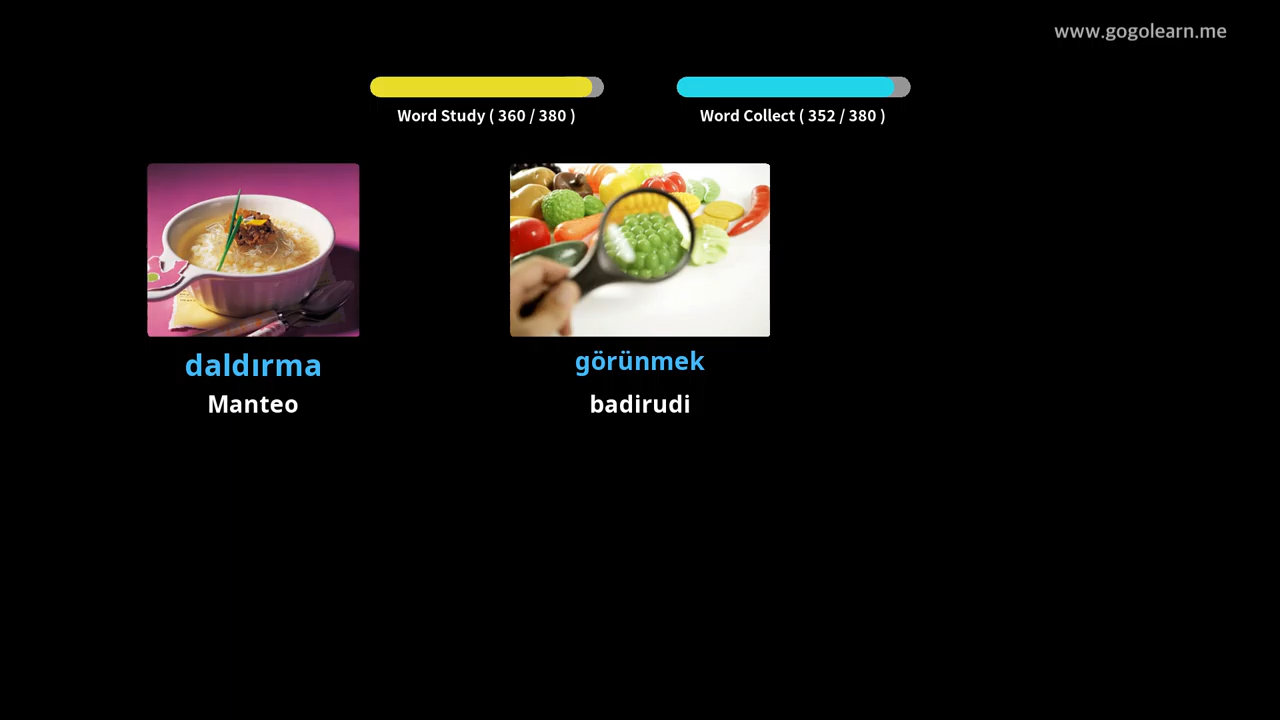 www.gogolearn.me
Word Study ( 360 / 380 )
Word Collect ( 352 / 380 )
daldırma
Manteo
görünmek
badirudi